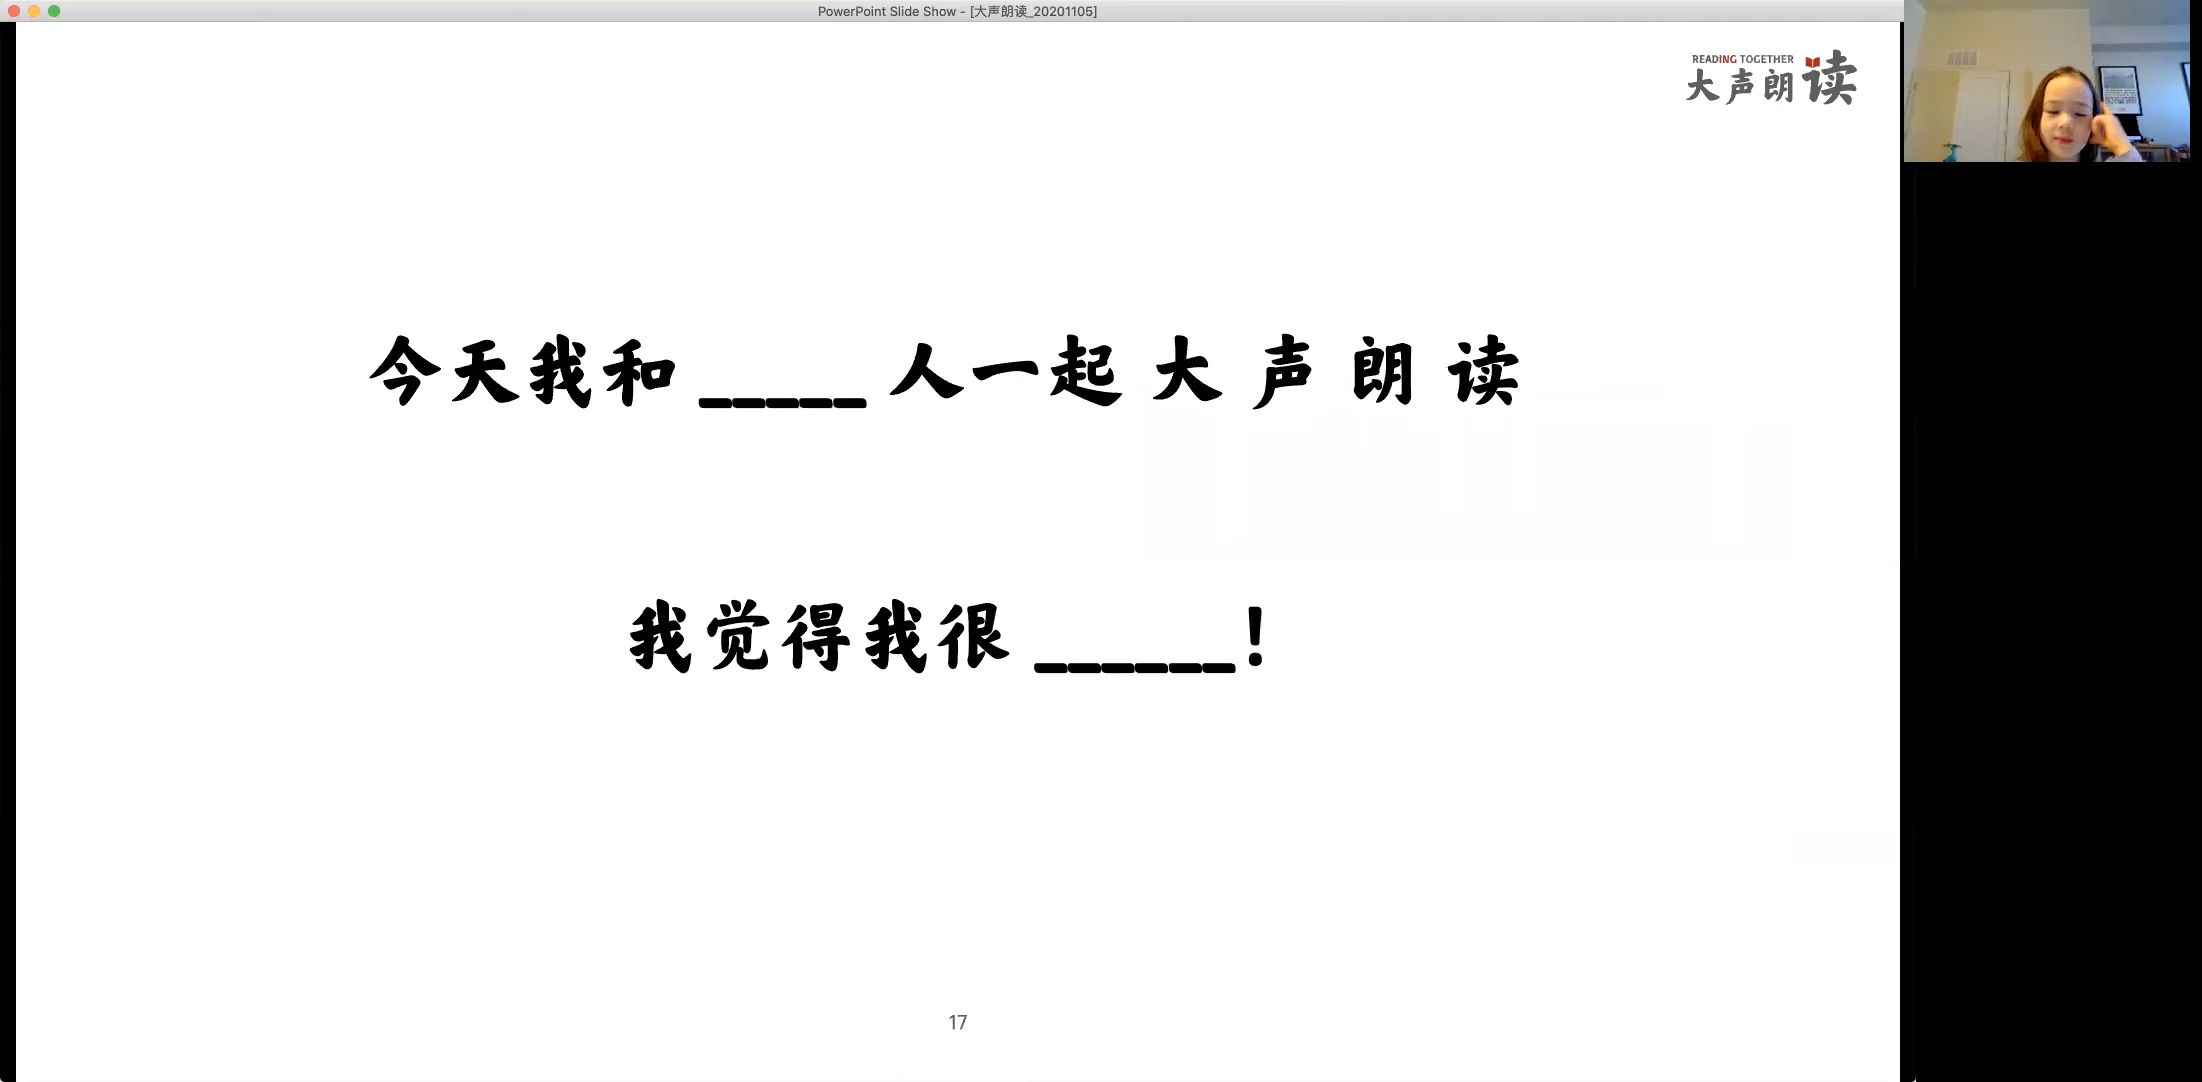 PowerPoint Slide Show - [大声朗读_20201105]
READING TOGETHER
大声朗读
今天我和 _____ 人一起 大 声 朗 读
我觉得我很 ______!
17